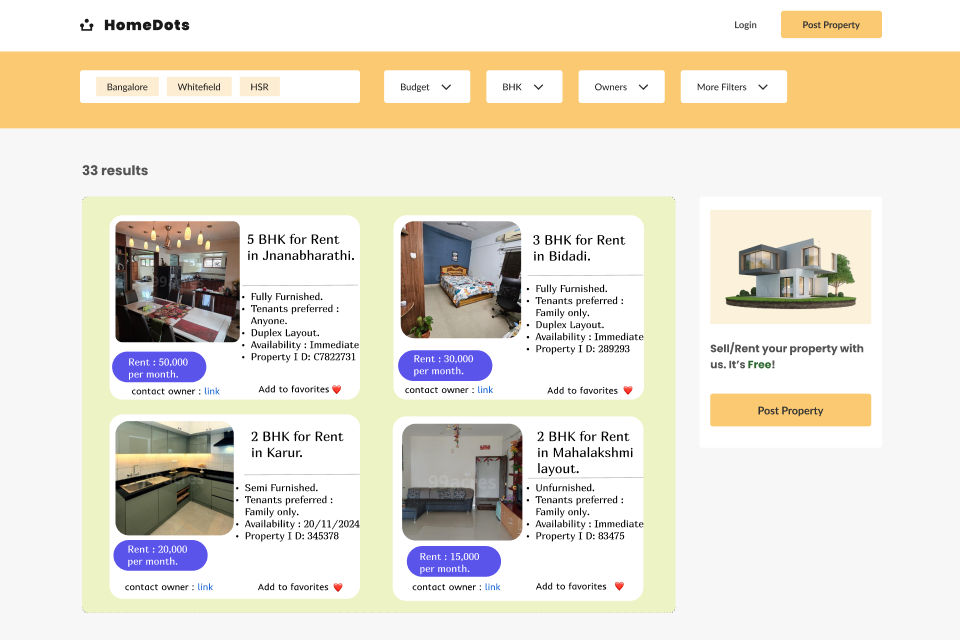 HomeDots
Login
Post Property
Bangalore
Whitefield
HSR
Budget
BHK
Owners
More Filters
33 results
5 BHK for Rent
in Jnanabharathi.
• Fully Furnished.
• Tenants preferred :
Anyone.
• Duplex Layout.
• Availability : Immediate
• Property I D: C7822731
Rent : 50,000
per month.
contact owner : link
Add to favorites ❤️
3 BHK for Rent
in Bidadi.
• Fully Furnished.
• Tenants preferred :
Family only.
• Duplex Layout.
• Availability : Immediate
• Property I D: 289293
Rent : 30,000
per month.
contact owner : link
Add to favorites ❤️
2 BHK for Rent
in Karur.
• Semi Furnished.
• Tenants preferred :
Family only.
• Availability : 20/11/2024
• Property I D: 345378
Rent : 20,000
per month.
contact owner : link
Add to favorites ❤️
2 BHK for Rent
in Mahalakshmi
layout.
• Unfurnished.
• Tenants preferred :
Family only.
• Availability : Immediate
• Property I D: 83475
99acres
Rent : 15,000
per month.
contact owner : link
Add to favorites ❤️
Sell/Rent your property with
us. It's Free!
Post Property